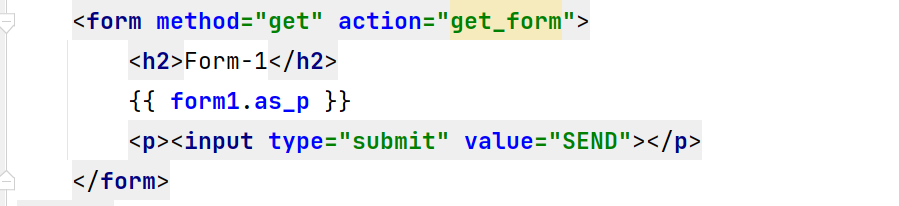 <form method="get" action="get_form">
<h2>Form-1</h2>
{{ form1.as_p }}
<p><input type="submit" value="SEND"></p>
</form>